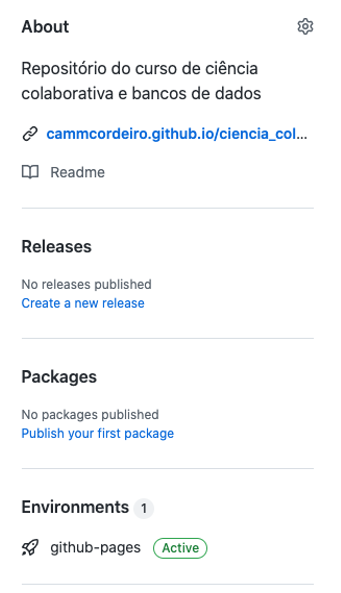 About
Repositório do curso de ciência
colaborativa e bancos de dados
cammcordeiro.github.io/ciencia_col...
Readme
Releases
No releases published
Create a new release
Packages
No packages published
Publish your first package
Environments 1
github-pages Active